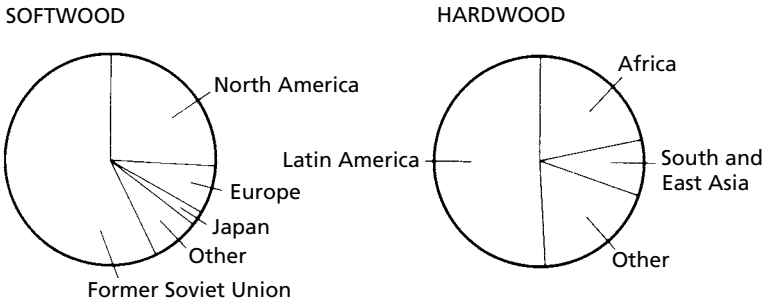 SOFTWOOD
North America
Europe
Japan
Other
Former Soviet Union
HARDWOOD
Africa
Latin America
South and
East Asia
Other